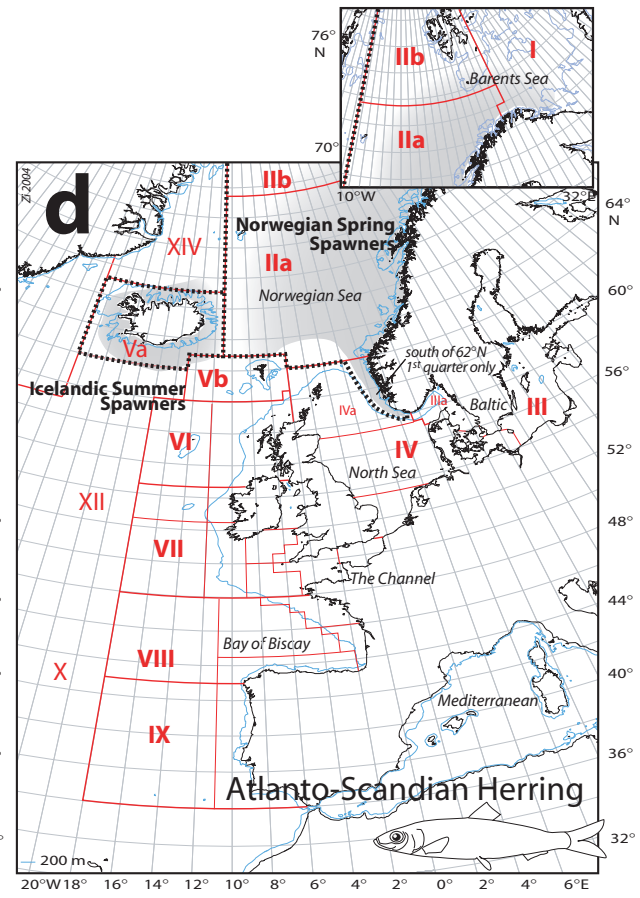 76°
N
IIb
I
Barents Sea
IIa
70°
10°W
32°E
ZI 2004
d
IIb
64°
N
XIV
Norwegian Spring
Spawners
IIa
Norwegian Sea
60°
Va
south of 62°N
1st quarter only
56°
Icelandic Summer
Spawners
Vb
IVa
IIIa
Baltic
III
VI
IV
52°
North Sea
XII
48°
VII
The Channel
44°
Bay of Biscay
VIII
X
40°
Mediterranean
IX
36°
Atlanto-Scandian Herring
32°
200 m
20°W 18° 16° 14° 12° 10° 8° 6° 4° 2° 0° 2° 4° 6°E